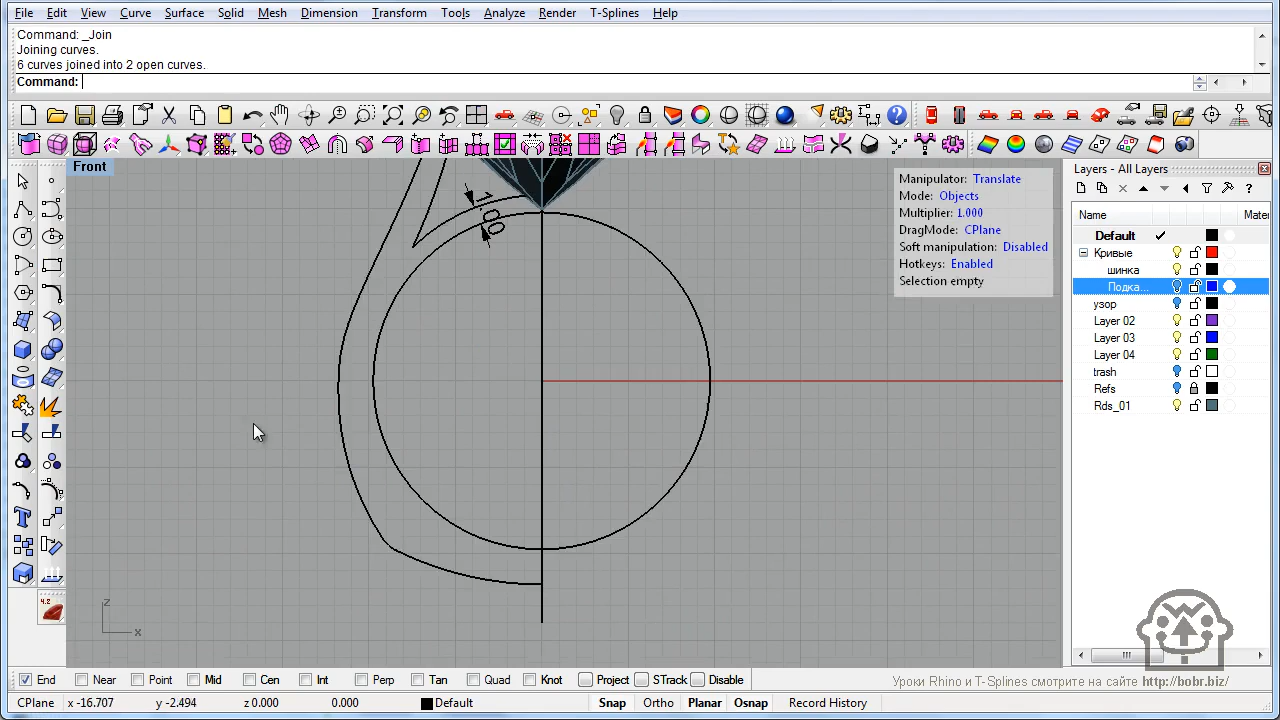 File Edit View Curve Surface Solid Mesh Dimension Transform Tools Analyze Render T-Splines Help
Command: _Join
Joining curves.
6 curves joined into 2 open curves.
Command:
Front
Manipulator: Translate
Mode: Objects
Multiplier: 1.000
DragMode: CPlane
Soft manipulation: Disabled
Hotkeys: Enabled
Selection empty
1.00
z
x
Layers - All Layers
Name Mater
Default
Кривые
шинка
Подка...
узор
Layer 02
Layer 03
Layer 04
trash
Refs
Rds_01
4.2
Уроки Rhino и T-Splines смотрите на сайте http://bobr.biz/
End Near Point Mid Cen Int Perp Tan Quad Knot Project STrack Disable
CPlane x -16.707 y -2.494 z 0.000 0.000 Default Snap Ortho Planar Osnap Record History